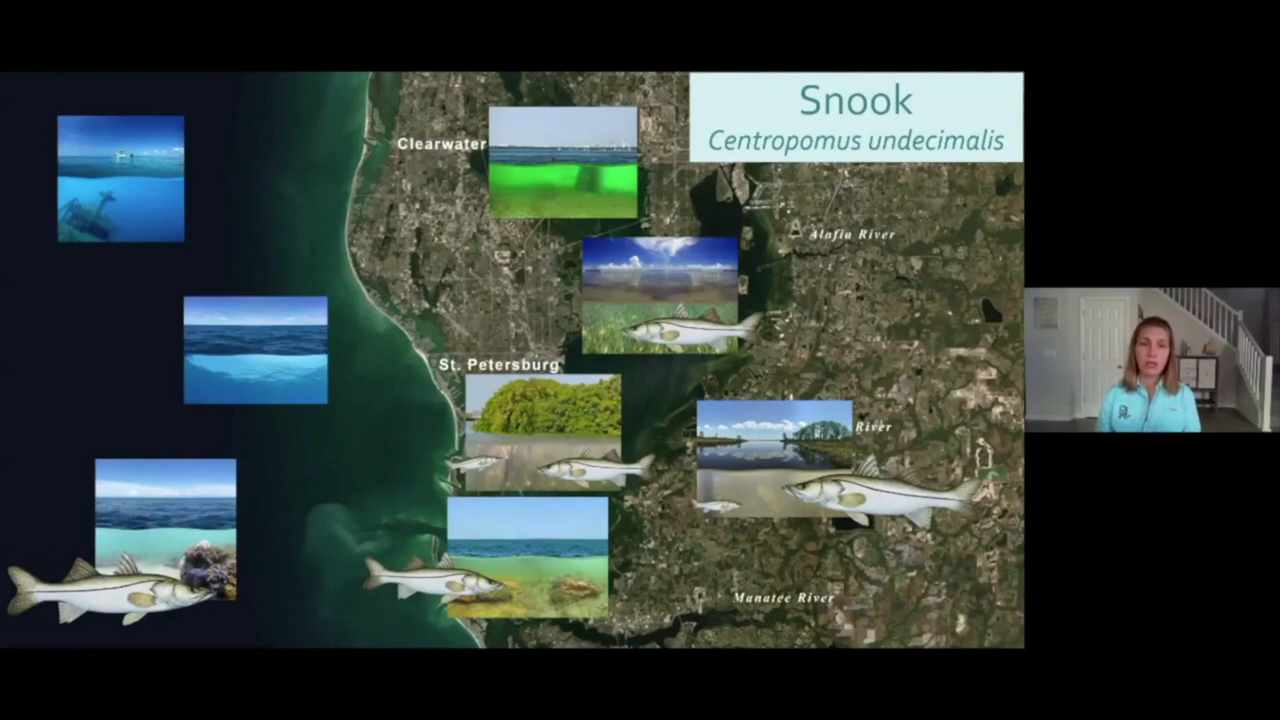 Snook
Centropomus undecimalis
Clearwater
Alafia River
St. Petersburg
River
Manatee River